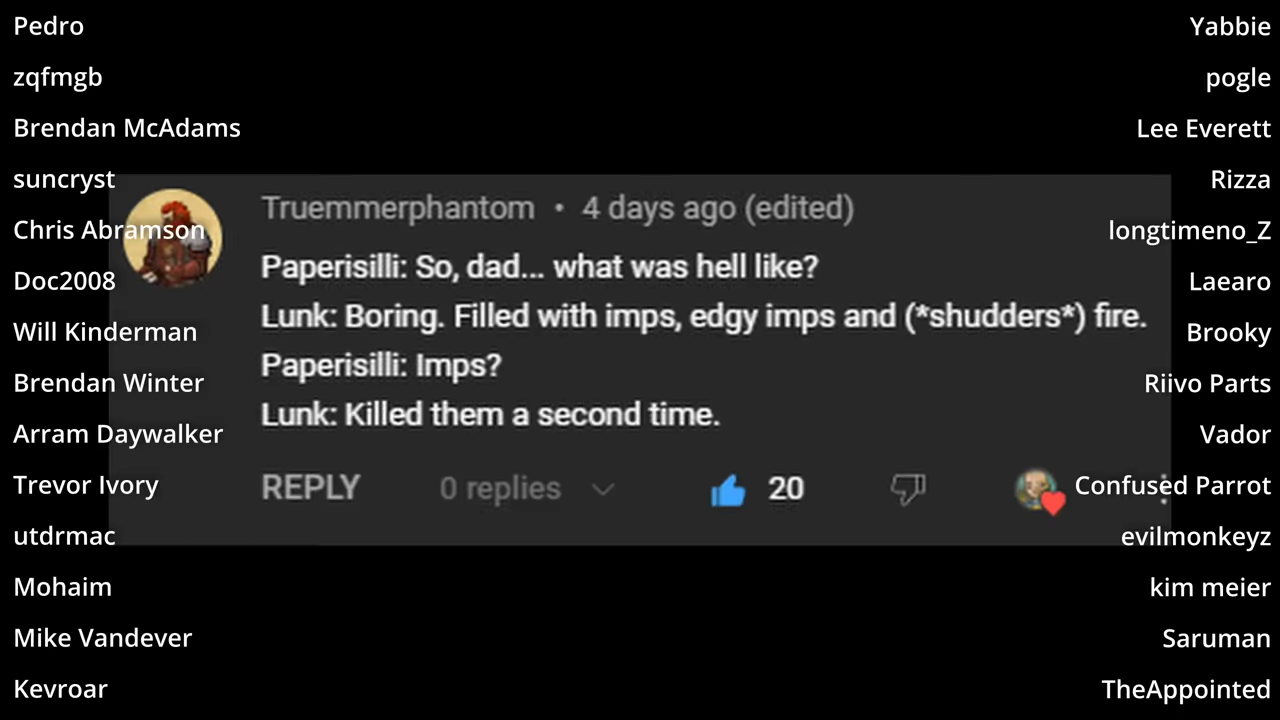 Pedro
zqfmgb
Brendan McAdams
suncryst
Chris Abramson
Doc2008
Will Kinderman
Brendan Winter
Arram Daywalker
Trevor Ivory
utdrmac
Mohaim
Mike Vandever
Kevroar
Truemmerphantom • 4 days ago (edited)
Paperisilli: So, dad... what was hell like?
Lunk: Boring. Filled with imps, edgy imps and (*shudders*) fire.
Paperisilli: Imps?
Lunk: Killed them a second time.
REPLY 0 replies 20
Yabbie
pogle
Lee Everett
Rizza
longtimeno_Z
Laearo
Brooky
Riivo Parts
Vador
Confused Parrot
evilmonkeyz
kim meier
Saruman
TheAppointed